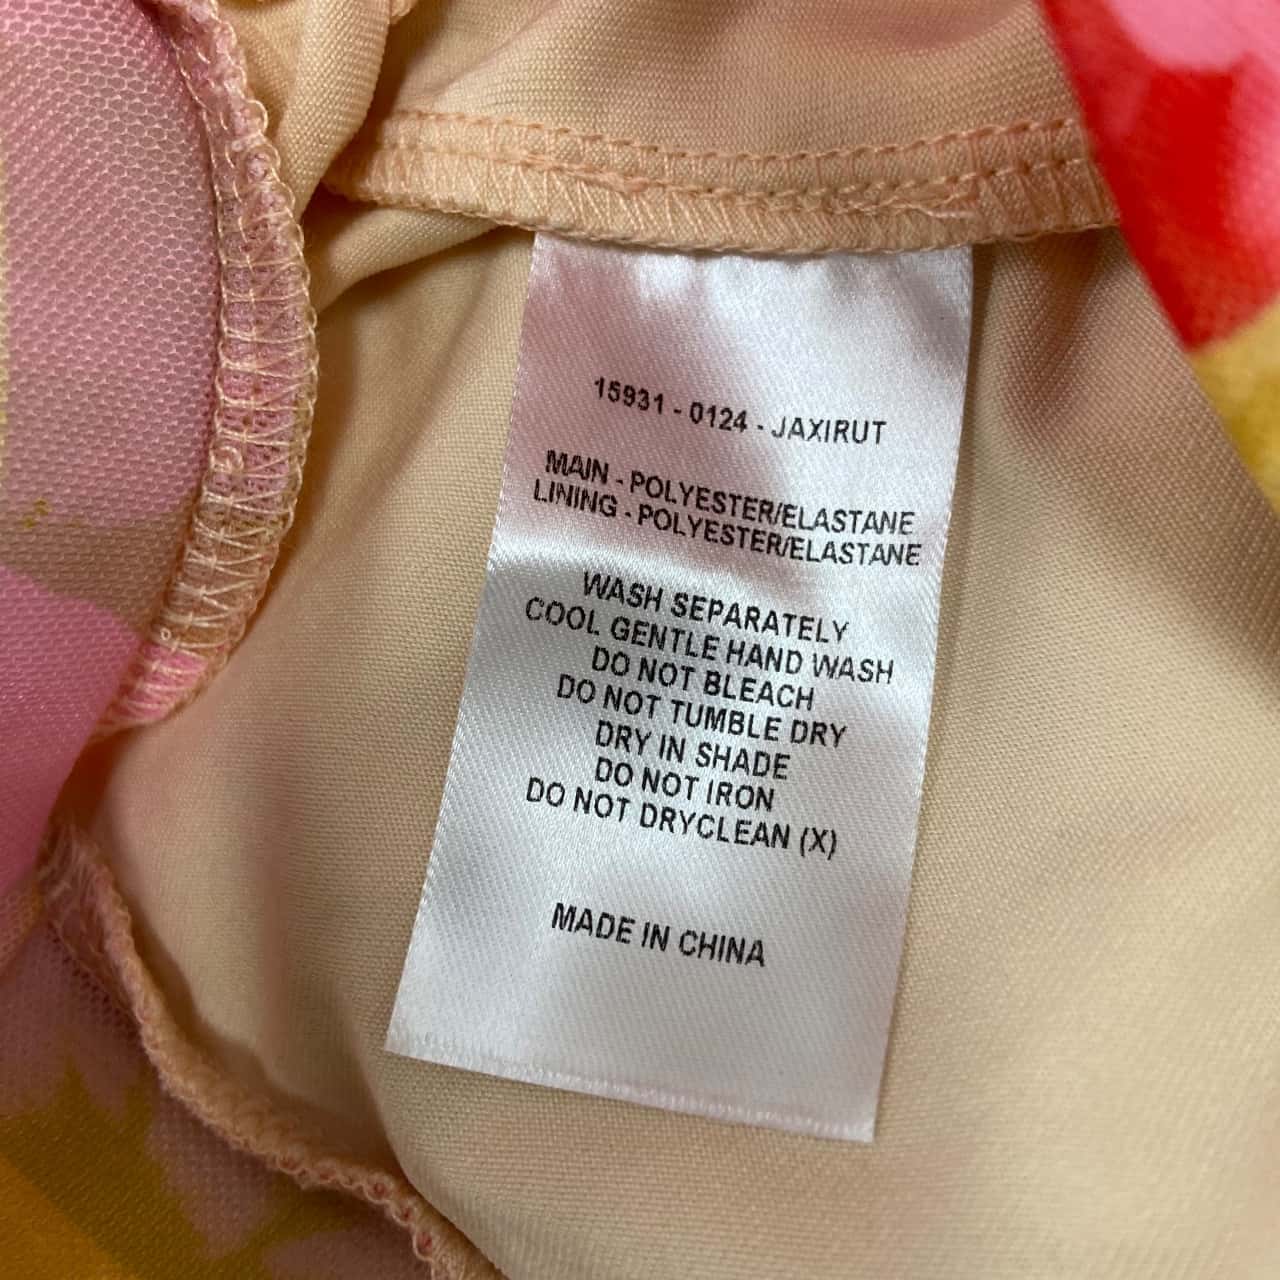 15931 - 0124 - JAXIRUT
MAIN - POLYESTER/ELASTANE
LINING - POLYESTER/ELASTANE
WASH SEPARATELY
COOL GENTLE HAND WASH
DO NOT BLEACH
DO NOT TUMBLE DRY
DRY IN SHADE
DO NOT IRON
DO NOT DRYCLEAN (X)
MADE IN CHINA